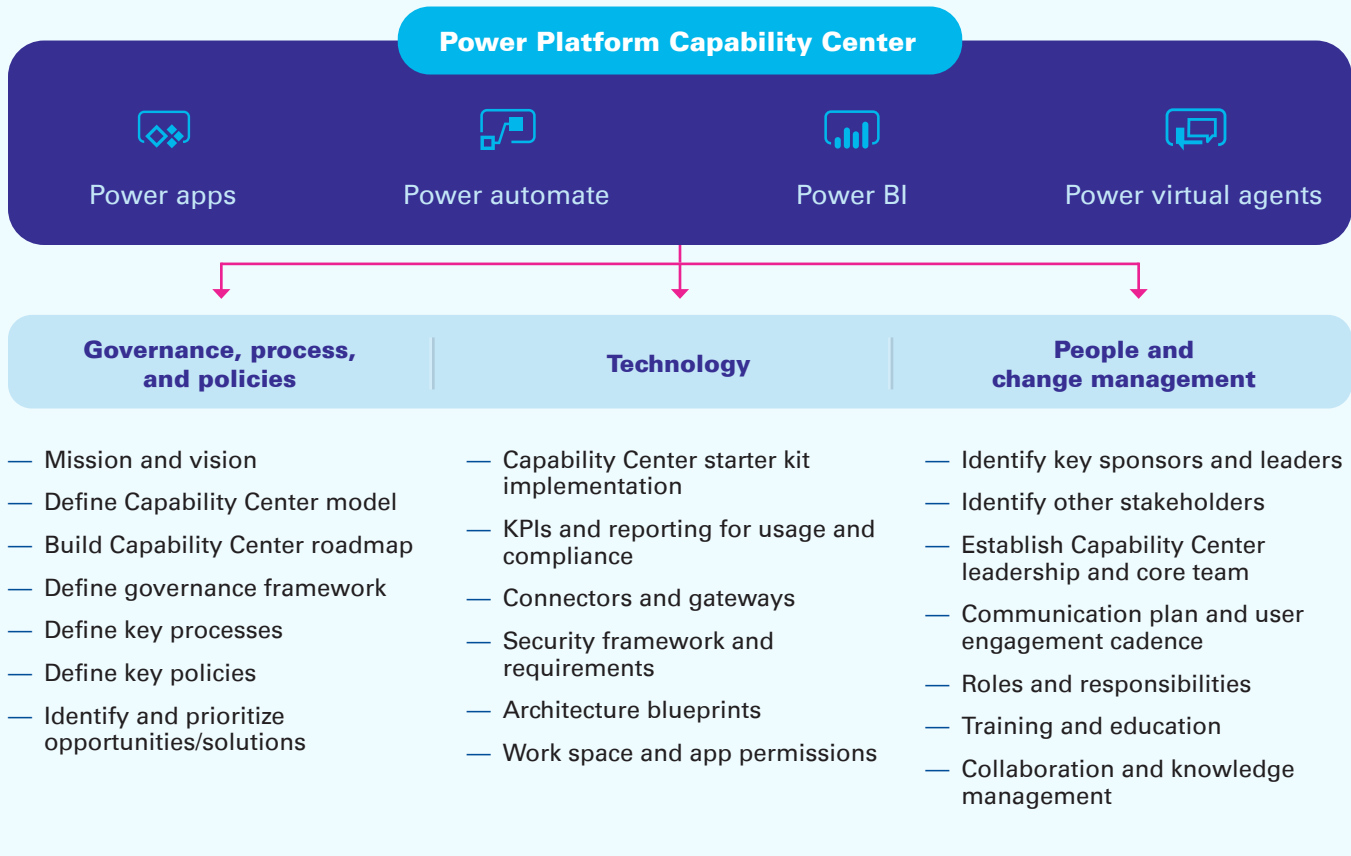 Power Platform Capability Center
Power apps
Power automate
Power BI
Power virtual agents
Governance, process,
and policies
Technology
People and
change management
— Mission and vision
— Define Capability Center model
— Build Capability Center roadmap
— Define governance framework
— Define key processes
— Define key policies
— Identify and prioritize
opportunities/solutions
— Capability Center starter kit
implementation
— KPIs and reporting for usage and
compliance
— Connectors and gateways
— Security framework and
requirements
— Architecture blueprints
— Work space and app permissions
— Identify key sponsors and leaders
— Identify other stakeholders
— Establish Capability Center
leadership and core team
— Communication plan and user
engagement cadence
— Roles and responsibilities
— Training and education
— Collaboration and knowledge
management